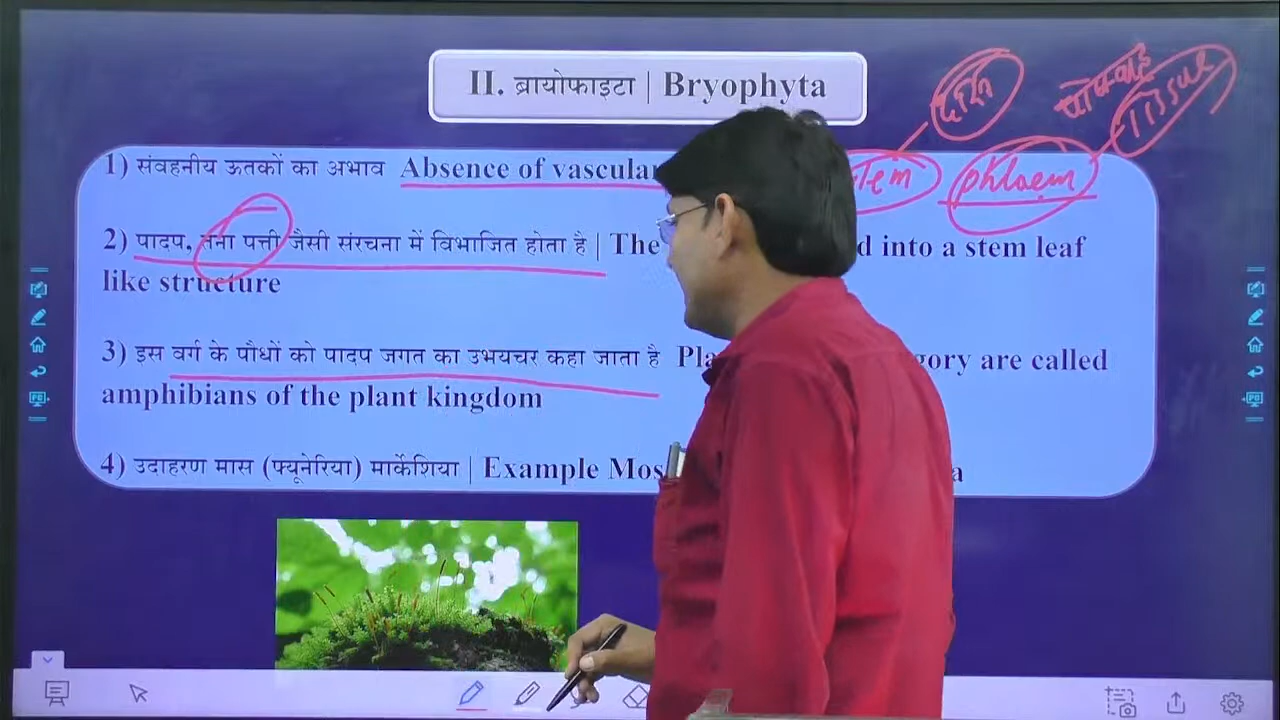 II. ब्रायोफाइटा | Bryophyta
phloem
Tissue
1) संवहनीय ऊतकों का अभाव Absence of vascular
2) पादप, तना पत्ती जैसी संरचना में विभाजित होता है | The d into a stem leaf
like structure
3) इस वर्ग के पौधों को पादप जगत का उभयचर कहा जाता है Pla gory are called
amphibians of the plant kingdom
4) उदाहरण मास (फ्यूनेरिया) मार्केशिया | Example Mos a